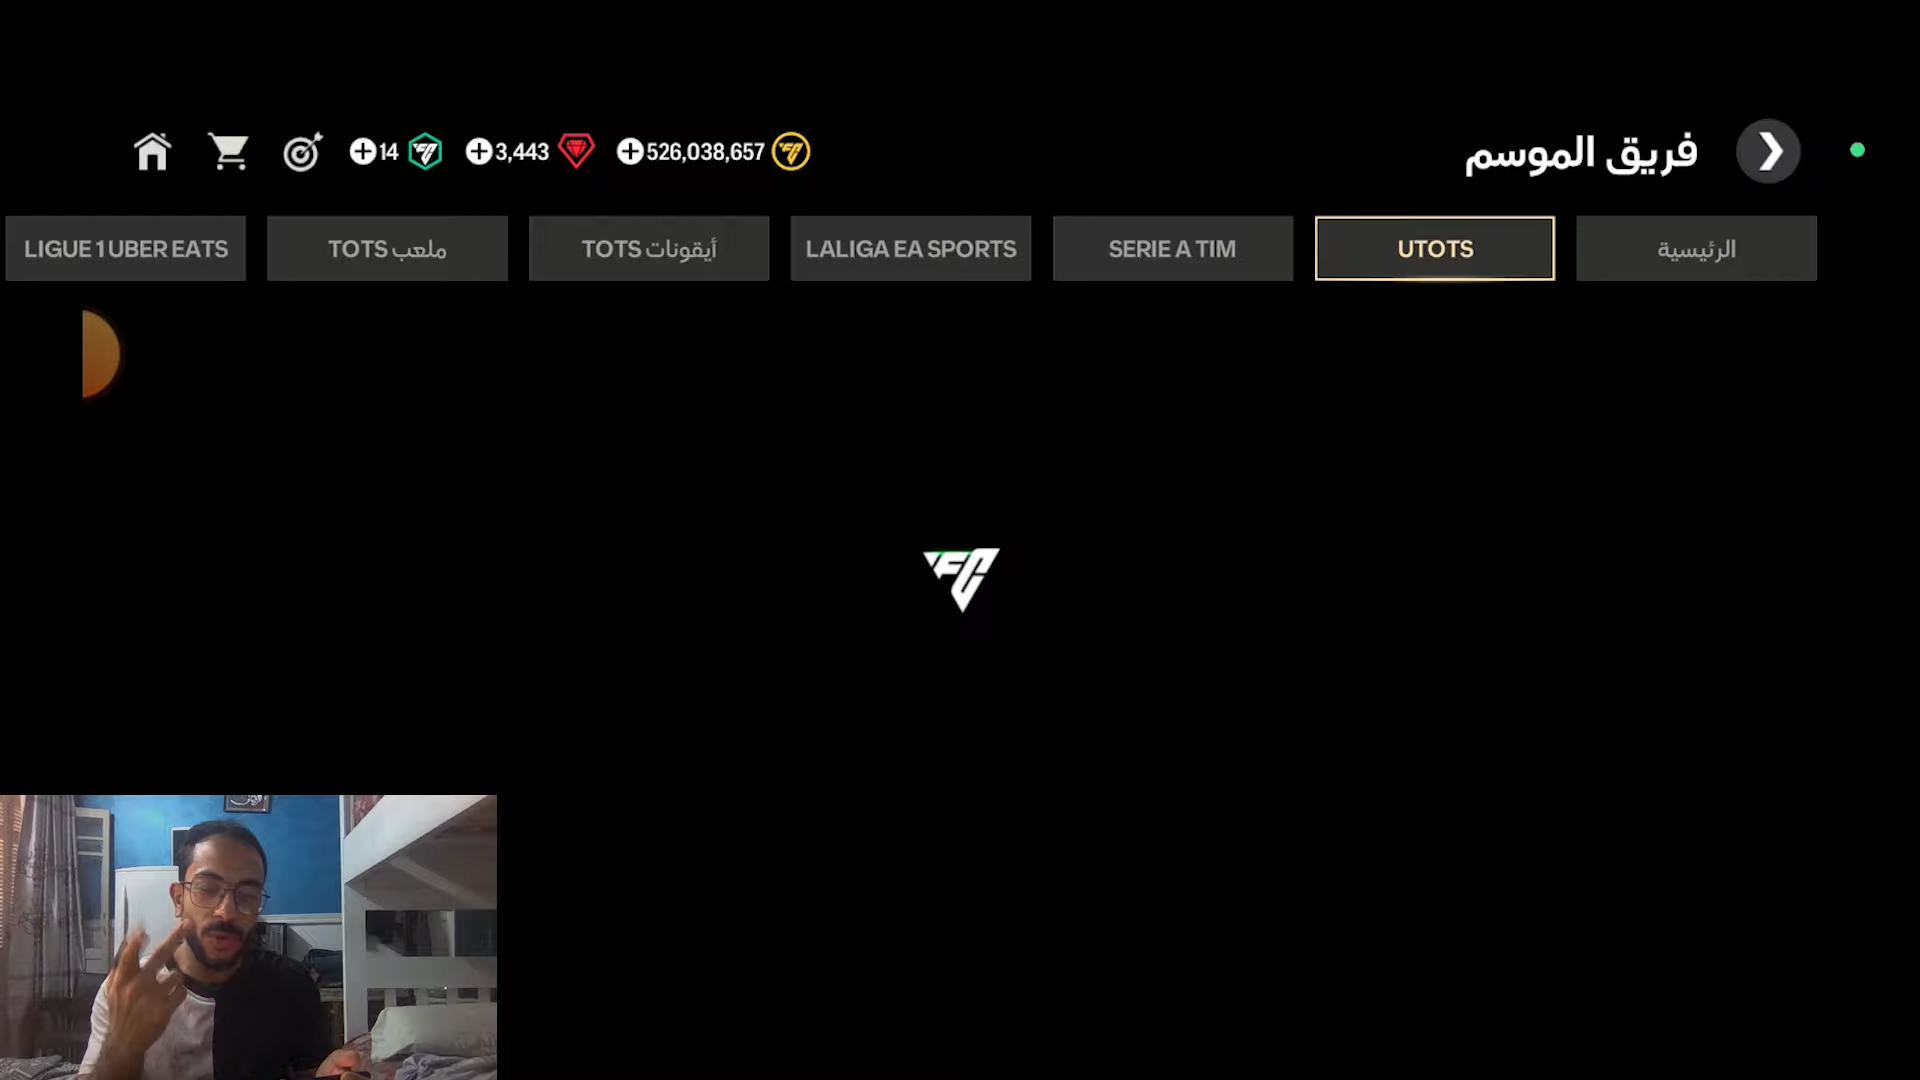 فريق الموسم
14 3,443 526,038,657
الرئيسية
UTOTS
SERIE A TIM
LALIGA EA SPORTS
أيقونات TOTS
ملعب TOTS
LIGUE 1 UBER EATS
FC